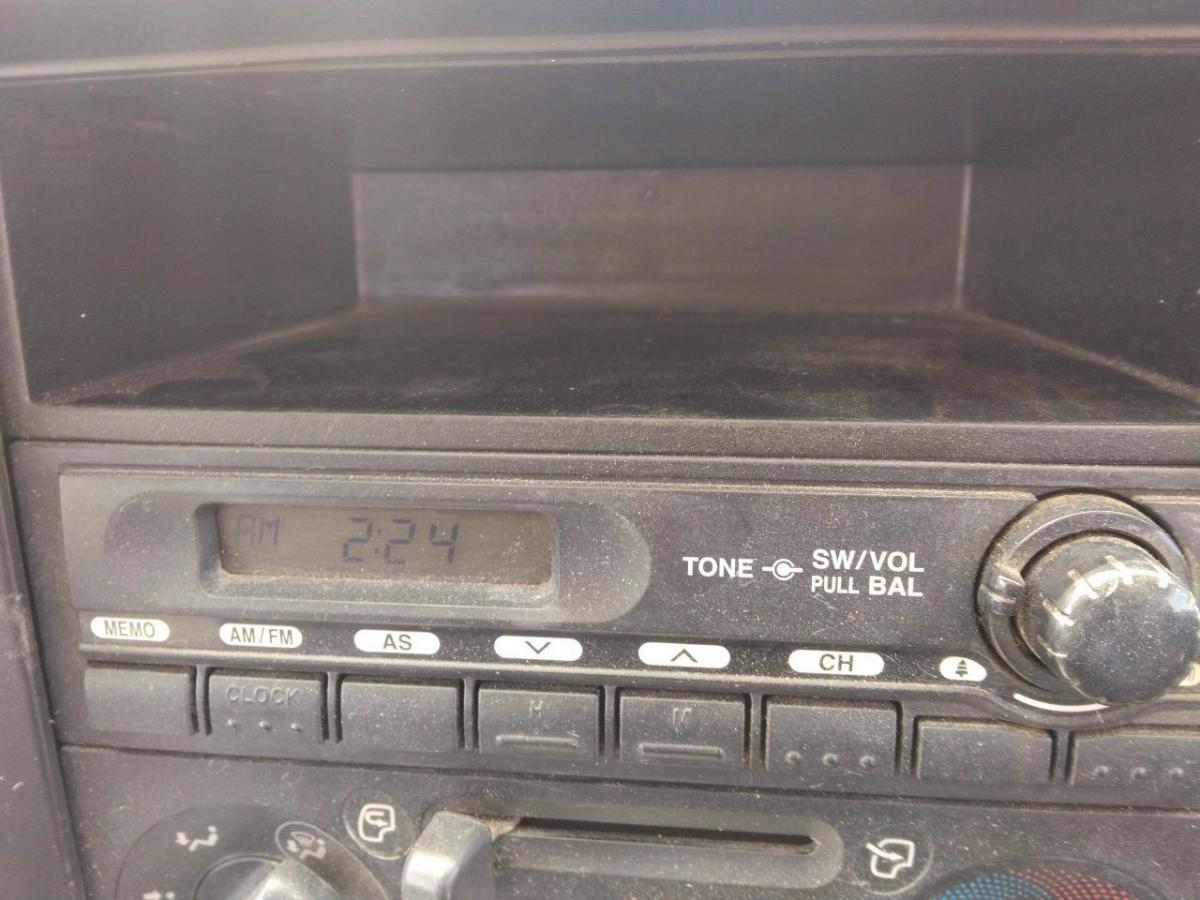 AM 2:24
TONE SW/VOL
PULL BAL
MEMO AM/FM AS CH
CLOCK H M